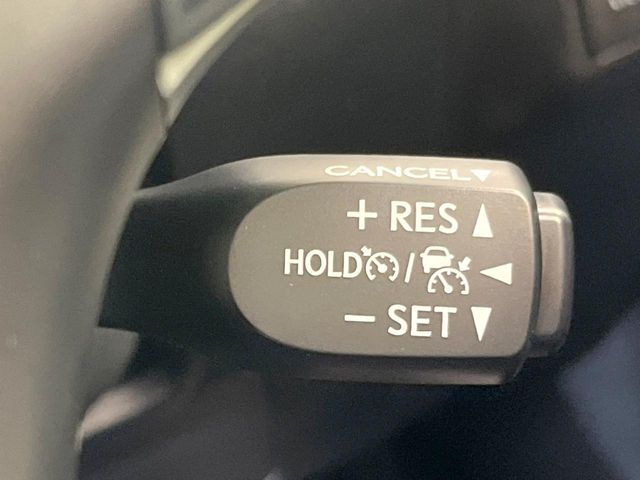 CANCEL▼
+ RES ▲
HOLD / ◀
− SET ▼